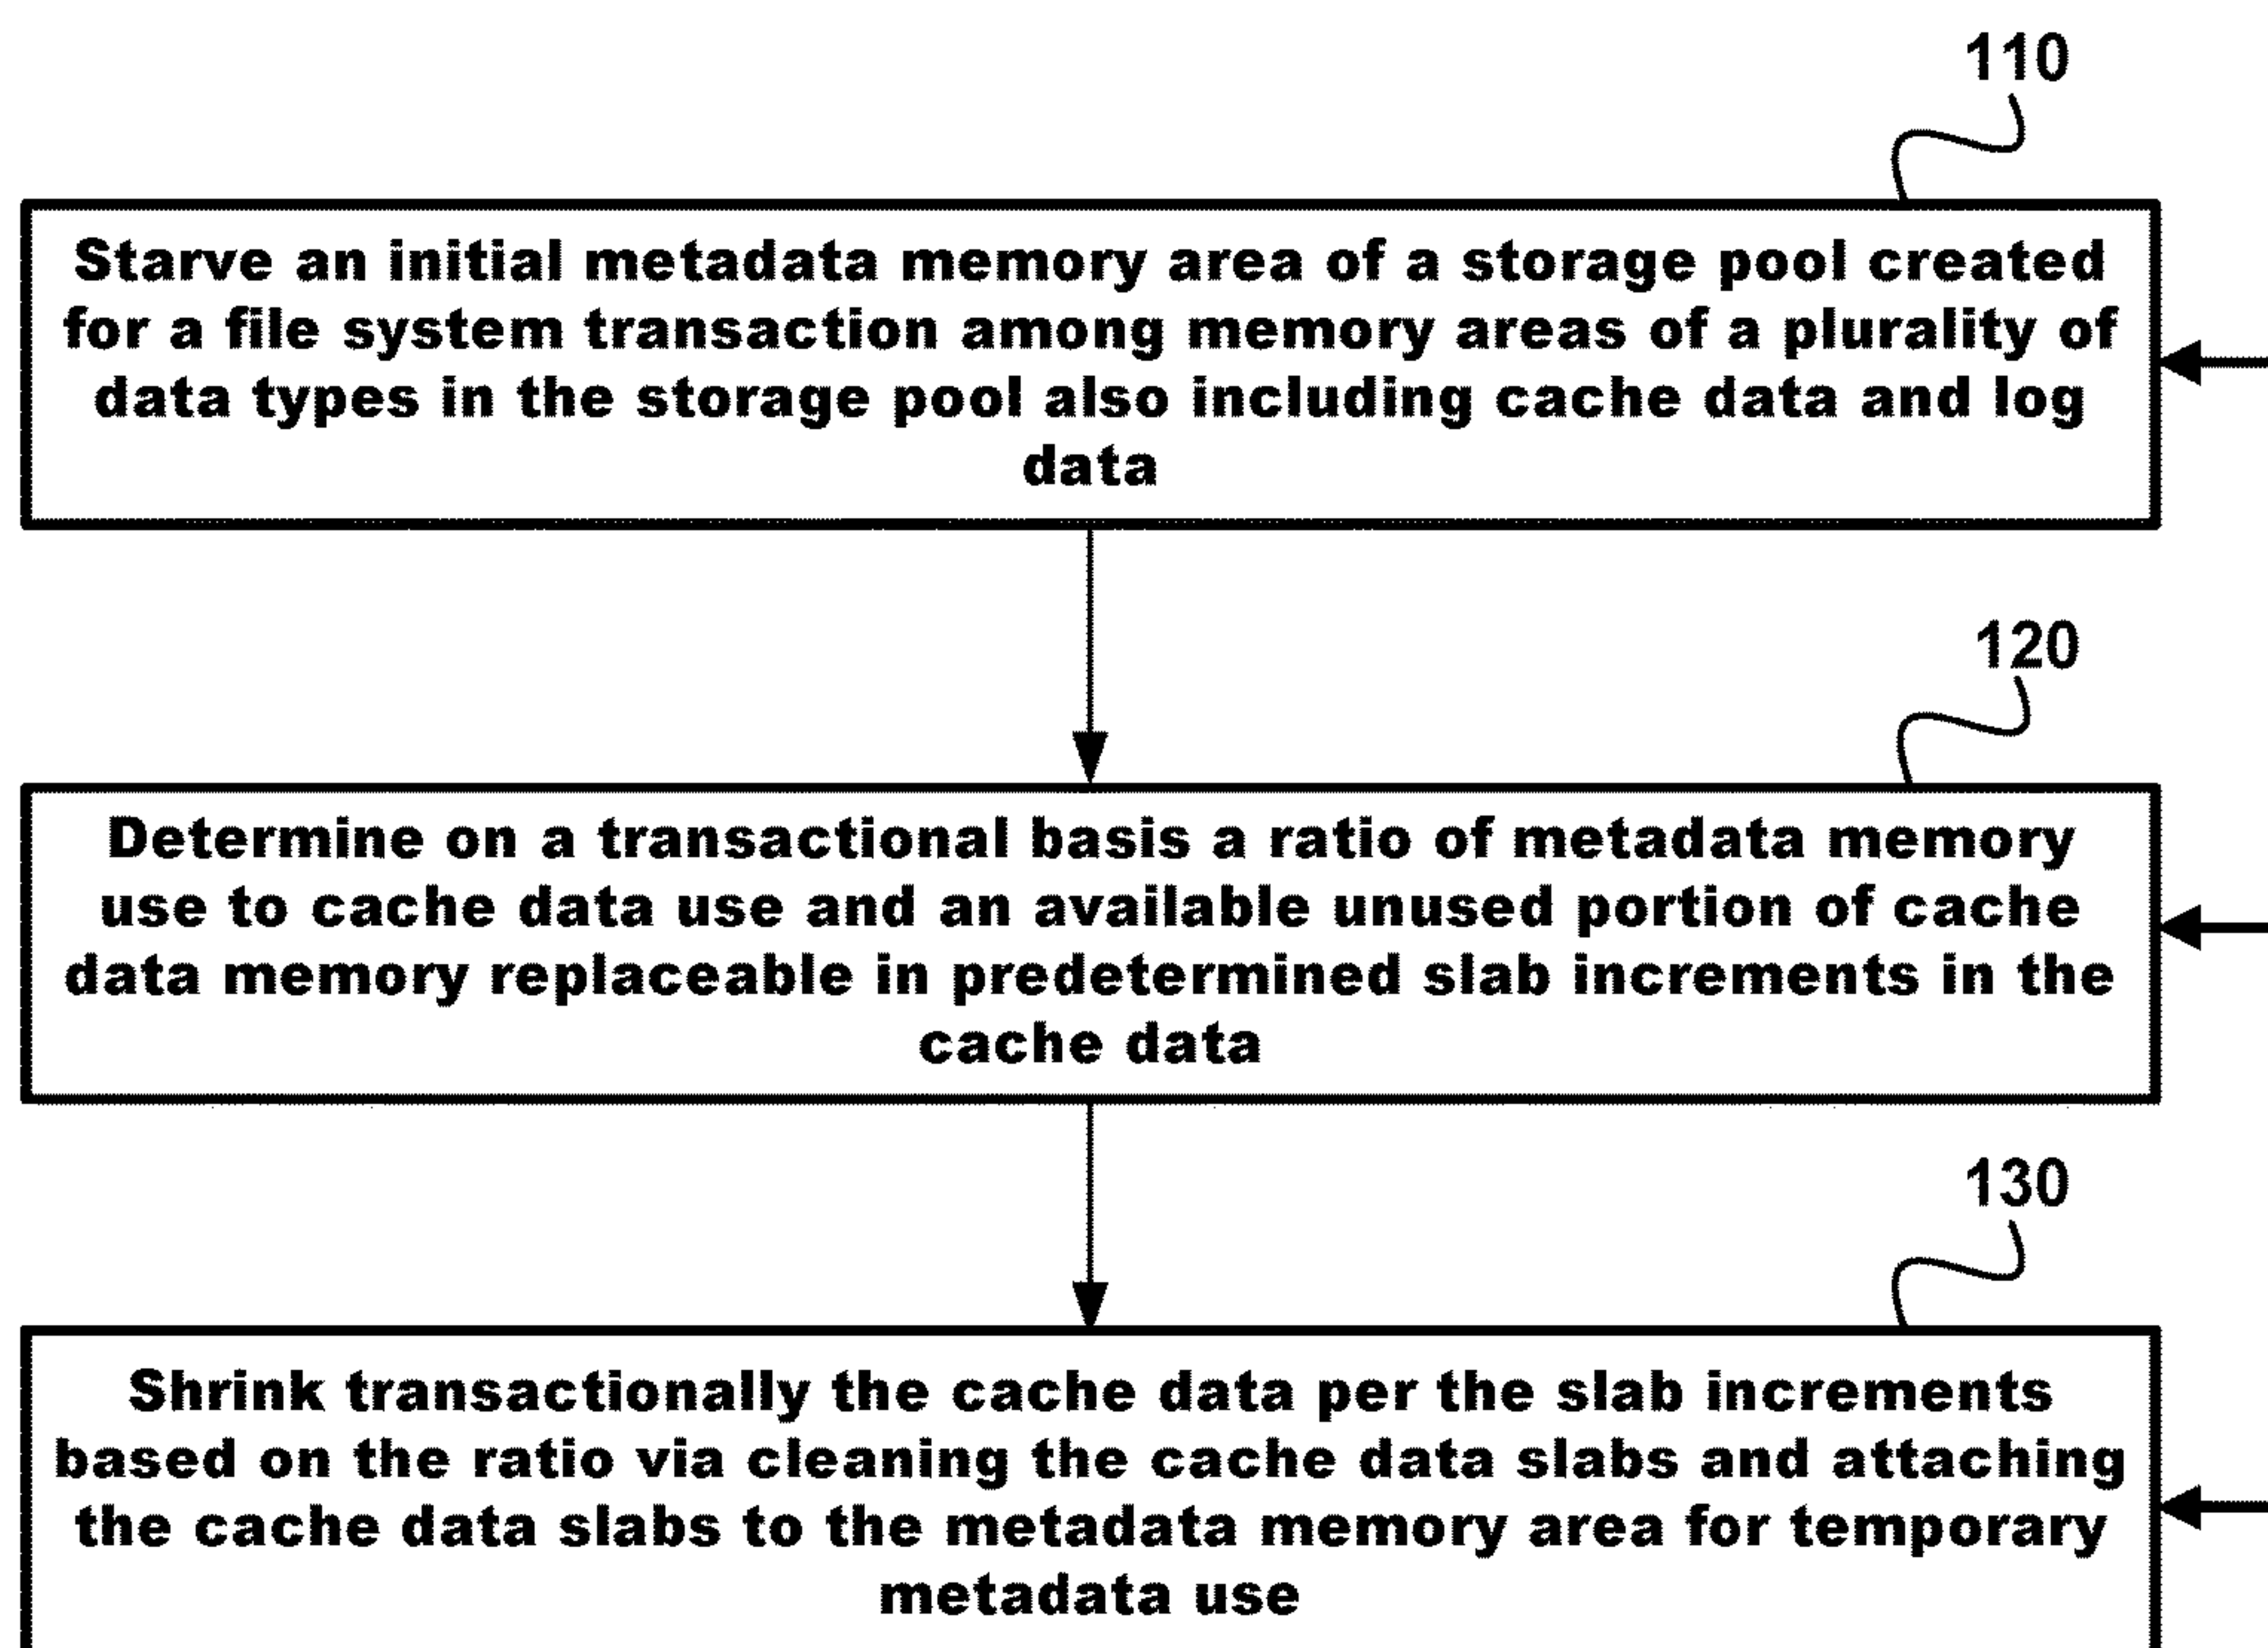 110
Starve an initial metadata memory area of a storage pool created
for a file system transaction among memory areas of a plurality of
data types in the storage pool also including cache data and log
data
120
Determine on a transactional basis a ratio of metadata memory
use to cache data use and an available unused portion of cache
data memory replaceable in predetermined slab increments in the
cache data
130
Shrink transactionally the cache data per the slab increments
based on the ratio via cleaning the cache data slabs and attaching
the cache data slabs to the metadata memory area for temporary
metadata use